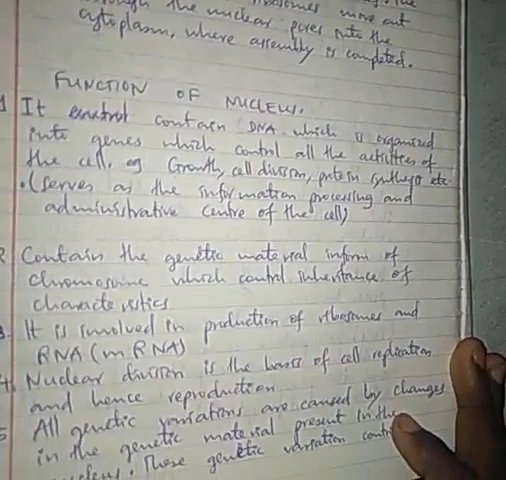 the nuclear pores into the
cytoplasm, where assembly is completed.
FUNCTION OF NUCLEUS.
1 It contain DNA which is organized
into genes which control all the activities of
the cell. eg Growth, cell division, protein synthesis etc
. (serves as the information processing and
administrative centre of the cell)
2 Contain the genetic material inform of
chromosome which control inheritance of
characteristics
3. It is involved in production of ribosomes and
RNA (mRNA)
4. Nuclear division is the basis of cell replication
and hence reproduction
5 All genetic variations are caused by changes
in the genetic material present in the
These genetic variation